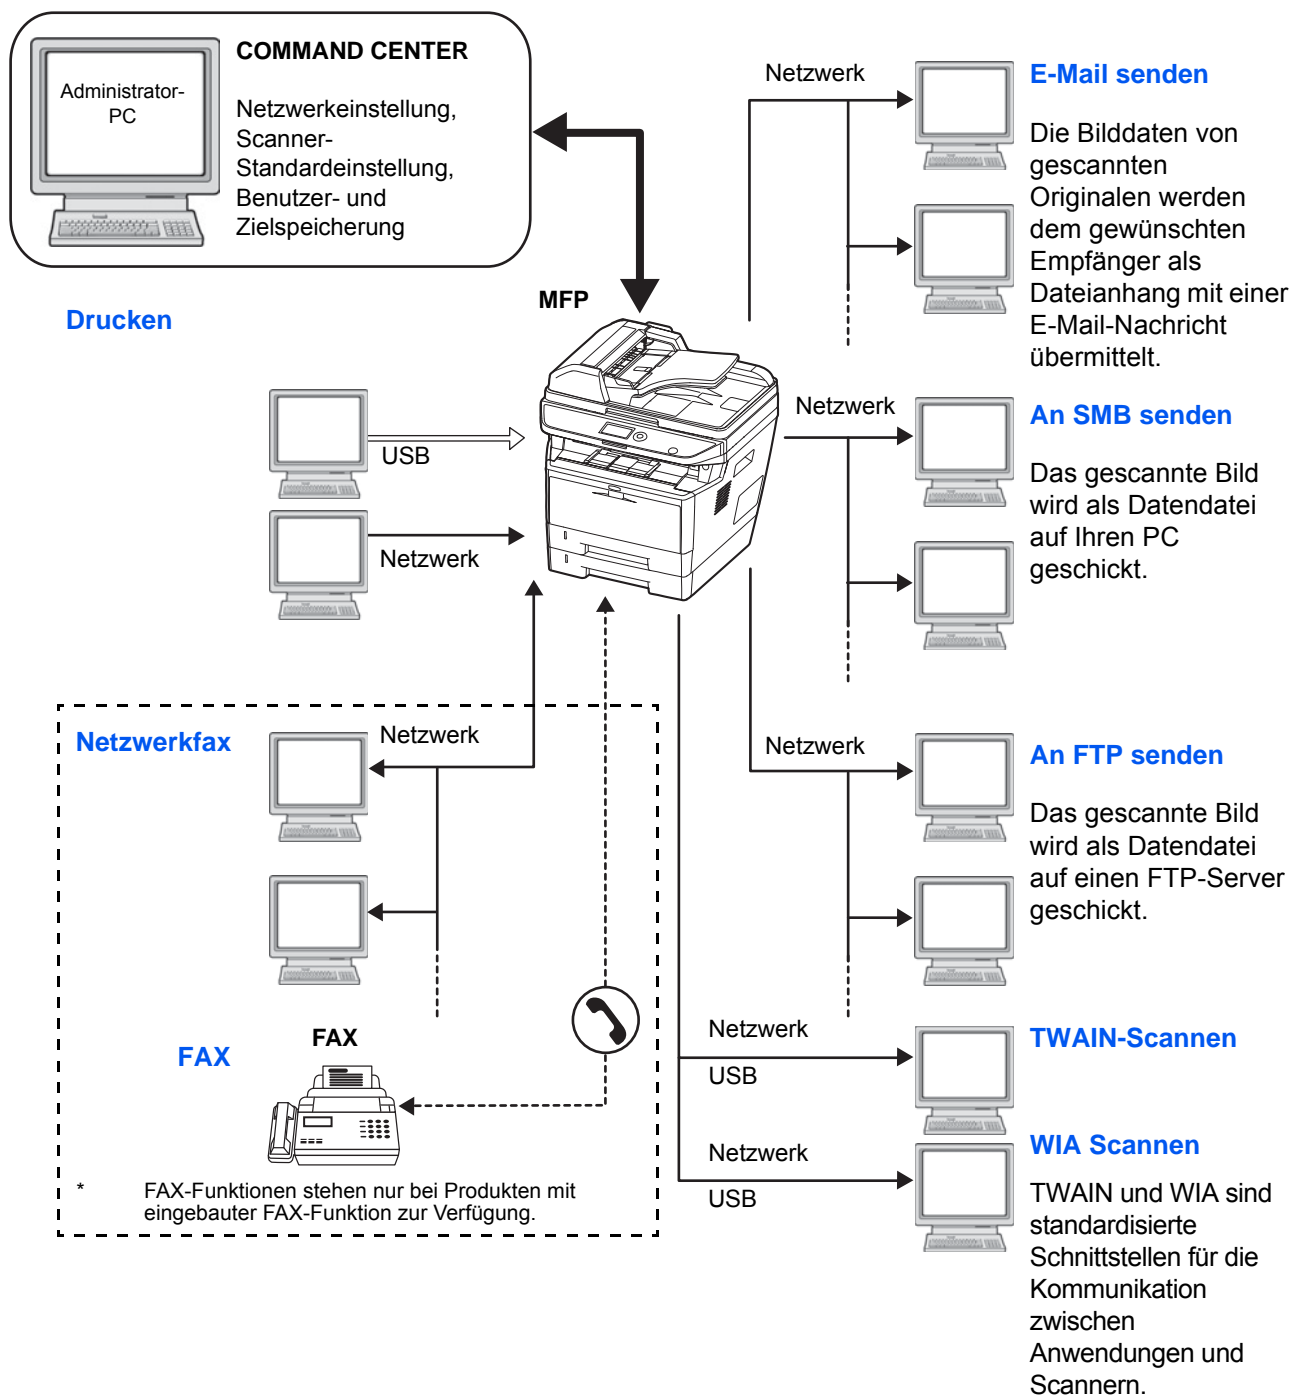 COMMAND CENTER
Administrator-
PC
Netzwerkeinstellung,
Scanner-
Standardeinstellung,
Benutzer- und
Zielspeicherung
MFP
Drucken
USB
Netzwerk
Netzwerkfax
Netzwerk
FAX
FAX
* FAX-Funktionen stehen nur bei Produkten mit
eingebauter FAX-Funktion zur Verfügung.
Netzwerk
E-Mail senden
Die Bilddaten von
gescannten
Originalen werden
dem gewünschten
Empfänger als
Dateianhang mit einer
E-Mail-Nachricht
übermittelt.
Netzwerk
An SMB senden
Das gescannte Bild
wird als Datendatei
auf Ihren PC
geschickt.
Netzwerk
An FTP senden
Das gescannte Bild
wird als Datendatei
auf einen FTP-Server
geschickt.
Netzwerk
USB
TWAIN-Scannen
Netzwerk
USB
WIA Scannen
TWAIN und WIA sind
standardisierte
Schnittstellen für die
Kommunikation
zwischen
Anwendungen und
Scannern.